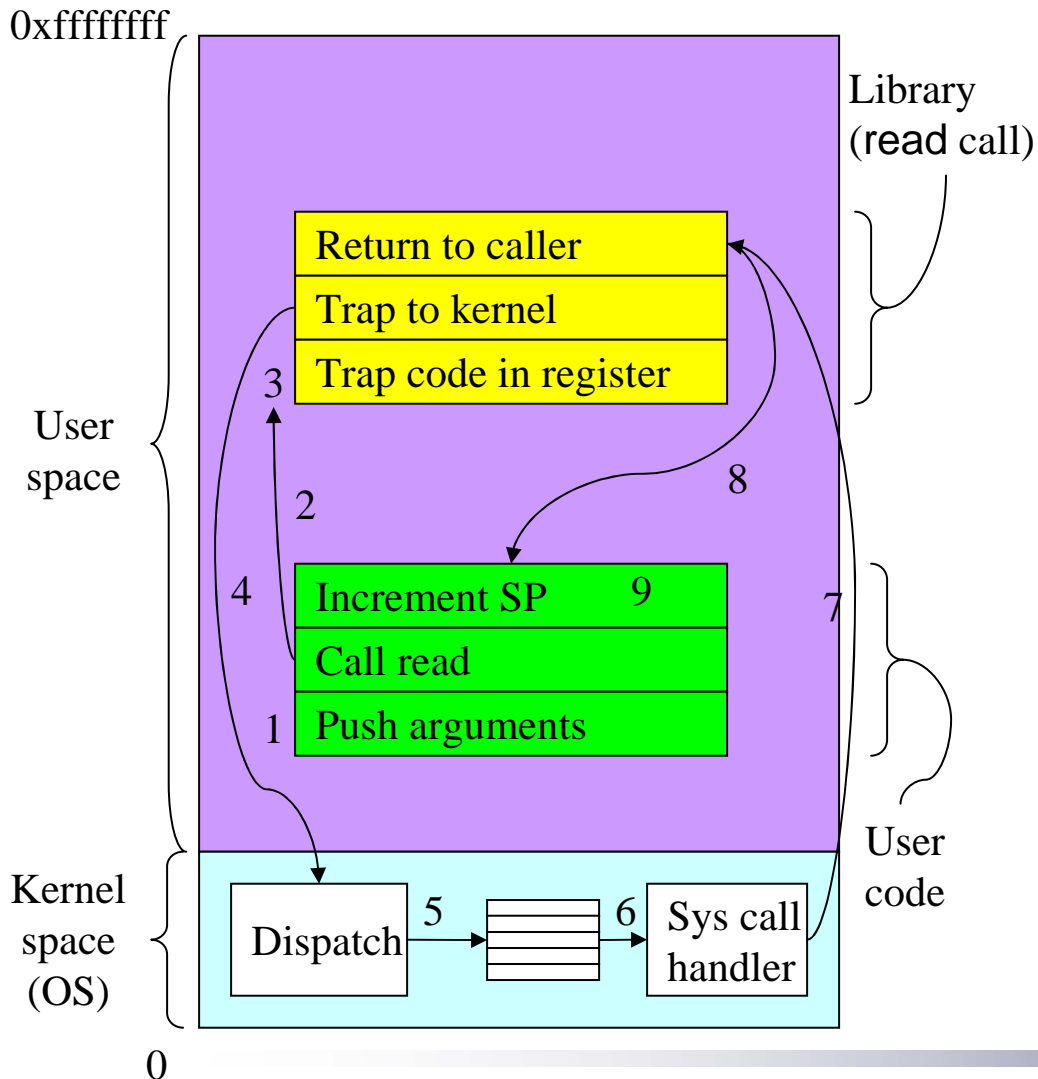 0xffffffff
Library
(read call)
Return to caller
Trap to kernel
Trap code in register
3
User
space
2
8
4
Increment SP
9
7
Call read
1
Push arguments
User
code
Kernel
space
(OS)
Dispatch
5
6
Sys call
handler
0